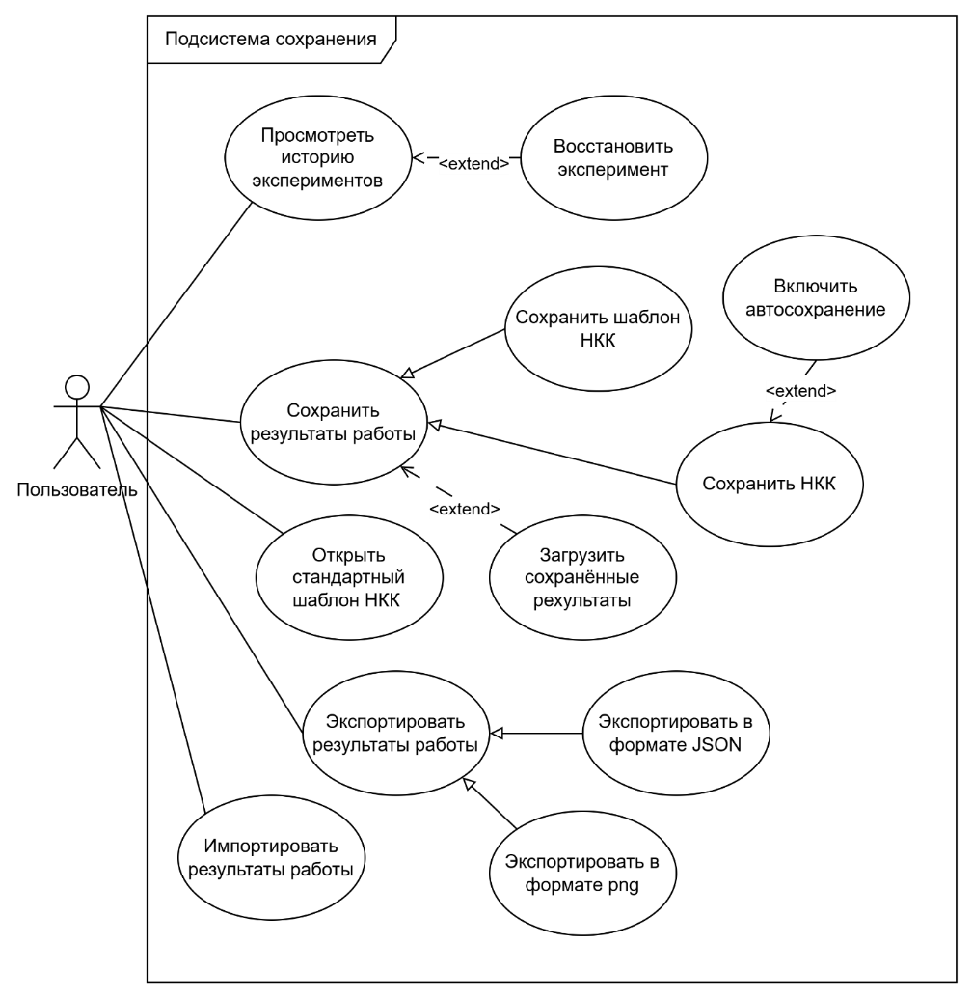 Подсистема сохранения
Просмотреть
историю
экспериментов
<extend>
Восстановить
эксперимент
Включить
автосохранение
Сохранить шаблон
НКК
<extend>
Сохранить
результаты работы
Сохранить НКК
Пользователь
<extend>
Открыть
стандартный
шаблон НКК
Загрузить
сохранённые
рехультаты
Экспортировать
результаты работы
Экспортировать в
формате JSON
Импортировать
результаты работы
Экспортировать в
формате png